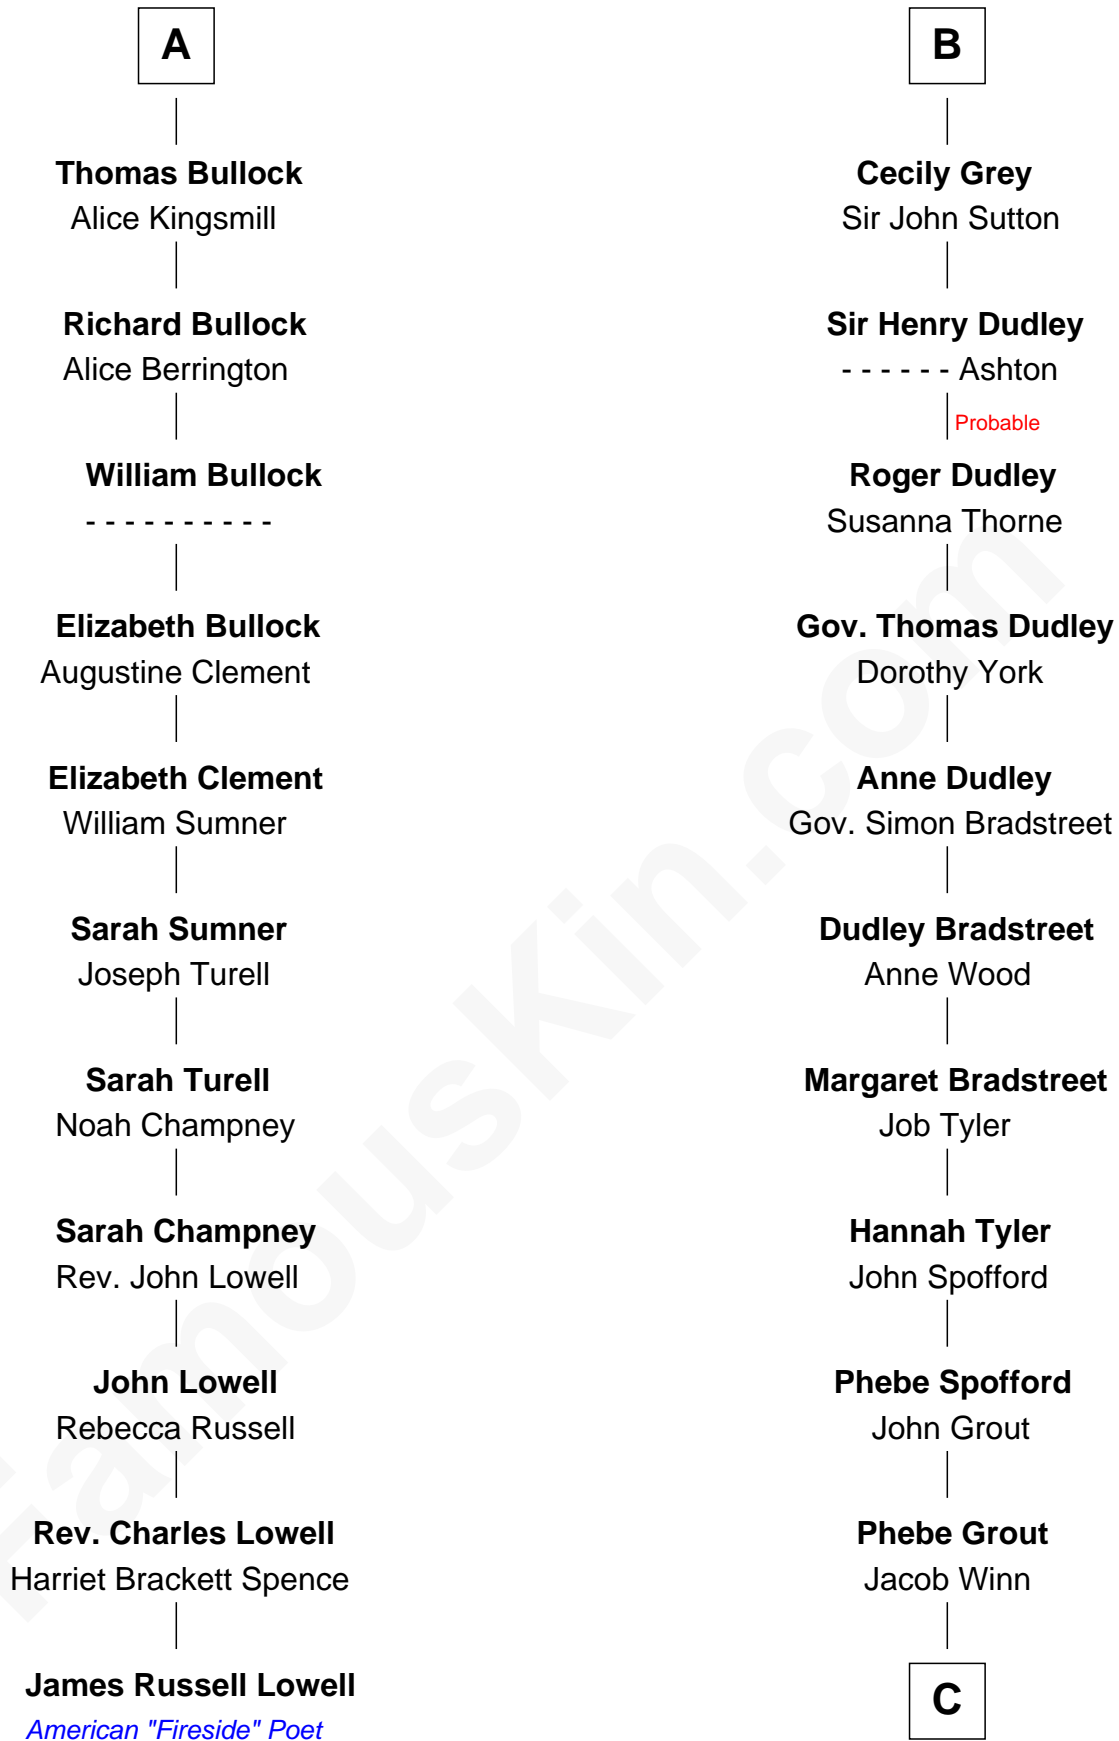 A
Thomas Bullock
Alice Kingsmill
Richard Bullock
Alice Berrington
William Bullock
- - - - - - - - - -
Elizabeth Bullock
Augustine Clement
Elizabeth Clement
William Sumner
Sarah Sumner
Joseph Turell
Sarah Turell
Noah Champney
Sarah Champney
Rev. John Lowell
John Lowell
Rebecca Russell
Rev. Charles Lowell
Harriet Brackett Spence
James Russell Lowell
American "Fireside" Poet
B
Cecily Grey
Sir John Sutton
Sir Henry Dudley
- - - - - - Ashton
Probable
Roger Dudley
Susanna Thorne
Gov. Thomas Dudley
Dorothy York
Anne Dudley
Gov. Simon Bradstreet
Dudley Bradstreet
Anne Wood
Margaret Bradstreet
Job Tyler
Hannah Tyler
John Spofford
Phebe Spofford
John Grout
Phebe Grout
Jacob Winn
C
FamousKin.com